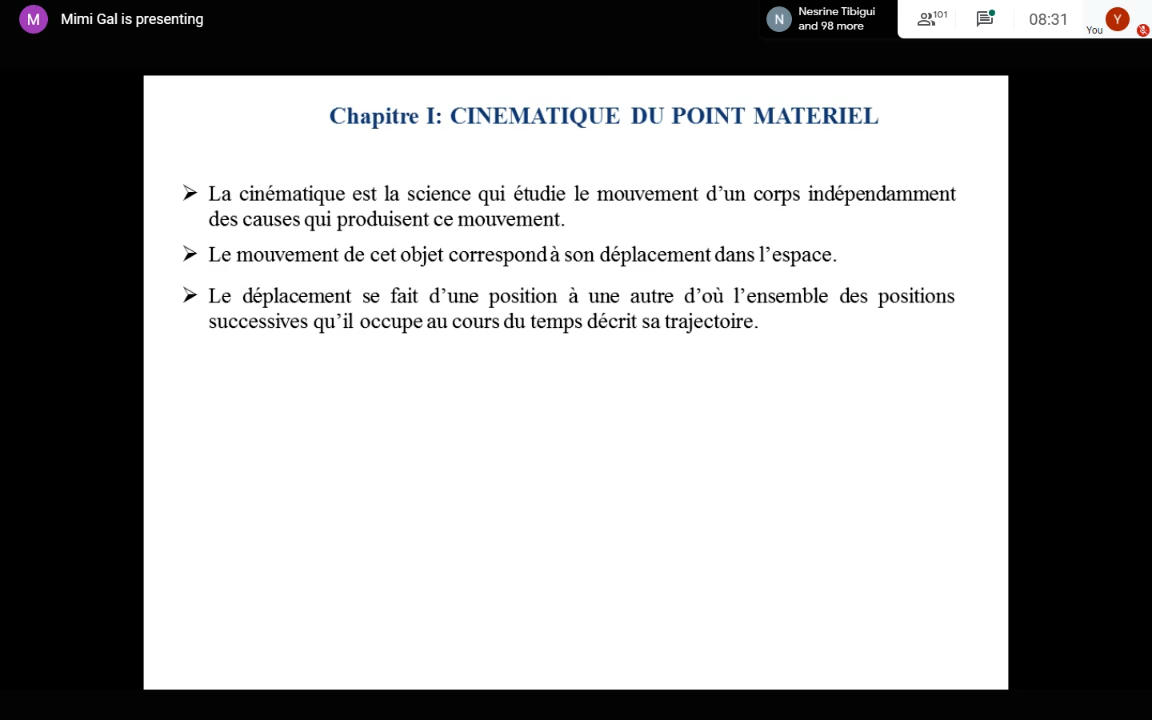 M Mimi Gal is presenting
N Nesrine Tibigui
and 98 more
101
08:31
You
Y
Chapitre I: CINEMATIQUE DU POINT MATERIEL
➢ La cinématique est la science qui étudie le mouvement d’un corps indépendamment
des causes qui produisent ce mouvement.
➢ Le mouvement de cet objet correspond à son déplacement dans l’espace.
➢ Le déplacement se fait d’une position à une autre d’où l’ensemble des positions
successives qu’il occupe au cours du temps décrit sa trajectoire.